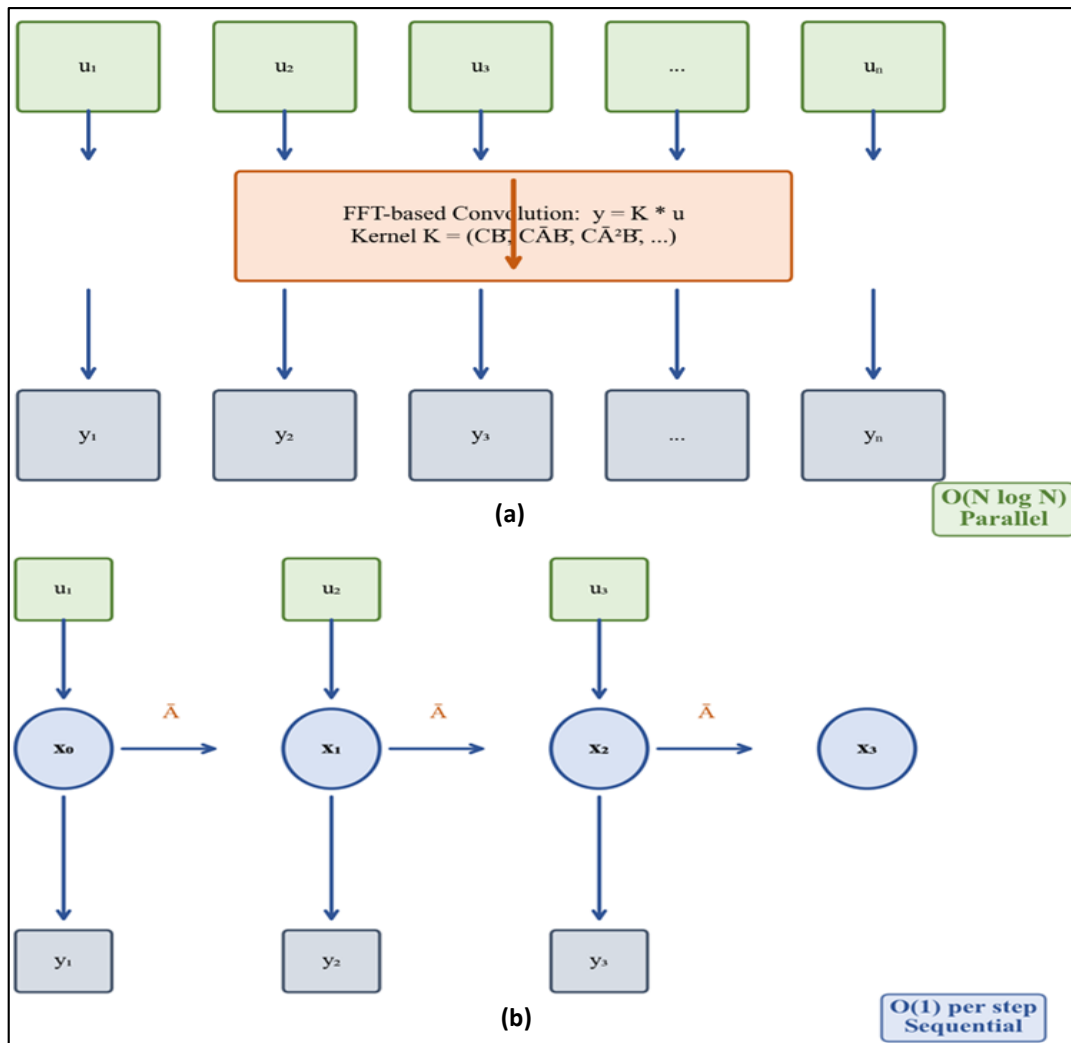 u₁ u₂ u₃ ... uₙ
FFT-based Convolution: y = K * u
Kernel K = (CB̄, CĀB̄, CĀ²B̄, ...)
y₁ y₂ y₃ ... yₙ
(a)
O(N log N)
Parallel
u₁ u₂ u₃
Ā Ā Ā
x₀ x₁ x₂ x₃
y₁ y₂ y₃
(b)
O(1) per step
Sequential